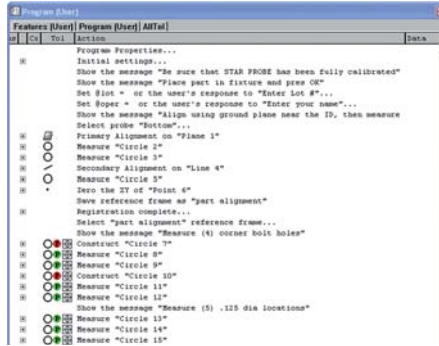 Program (User)
Features (User) Program (User) AllTol
Cs Tol Action Data
Program Properties...
Initial settings...
Show the message "Be sure that STAR PROBE has been fully calibrated"
Show the message "Place part in fixture and pres OK"
Set @lot = or the user's response to "Enter Lot #"...
Set @oper = or the user's response to "Enter your name"...
Show the message "Align using ground plane near the ID, then measure
Select probe "Bottom"...
Primary Alignment on "Plane 1"
Measure "Circle 2"
Measure "Circle 3"
Secondary Alignment on "Line 4"
Measure "Circle 5"
Zero the XY of "Point 6"
Save reference frame as "part alignment"
Registration complete...
Select "part alignment" reference frame...
Show the message "Measure (4) corner bolt holes"
Construct "Circle 7"
Measure "Circle 8"
Measure "Circle 9"
Construct "Circle 10"
Measure "Circle 11"
Measure "Circle 12"
Show the message "Measure (5) .125 dia locations"
Measure "Circle 13"
Measure "Circle 14"
Measure "Circle 15"